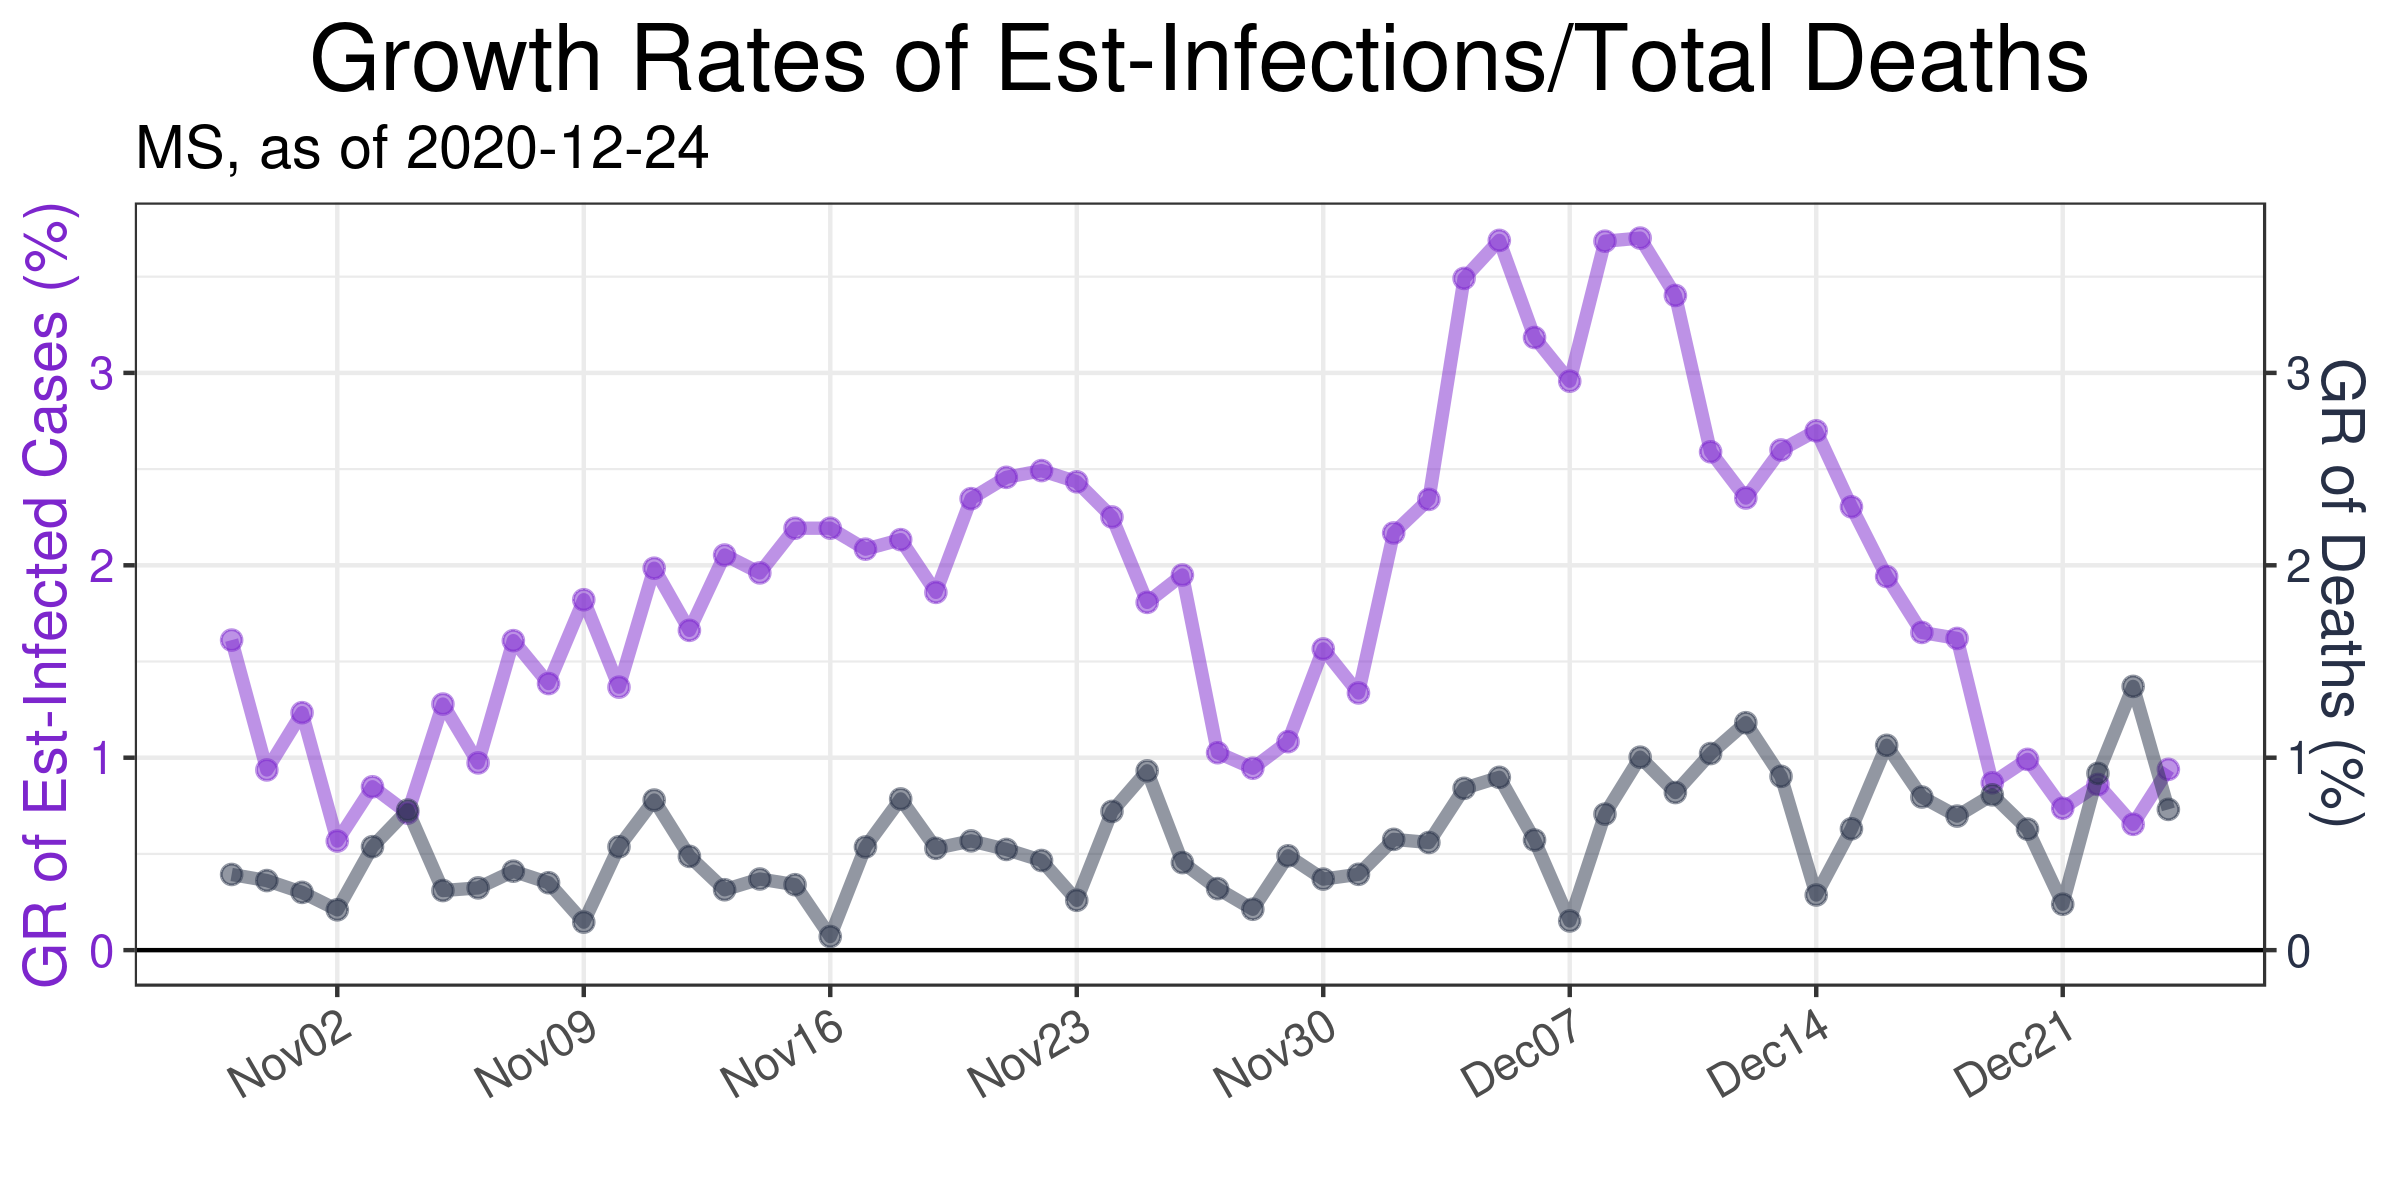 Growth Rates of Est-Infections/Total Deaths
MS, as of 2020-12-24
GR of Est-Infected Cases (%)
3
2
1
0
3
2
1
0
GR of Deaths (%)
Nov02
Nov09
Nov16
Nov23
Nov30
Dec07
Dec14
Dec21